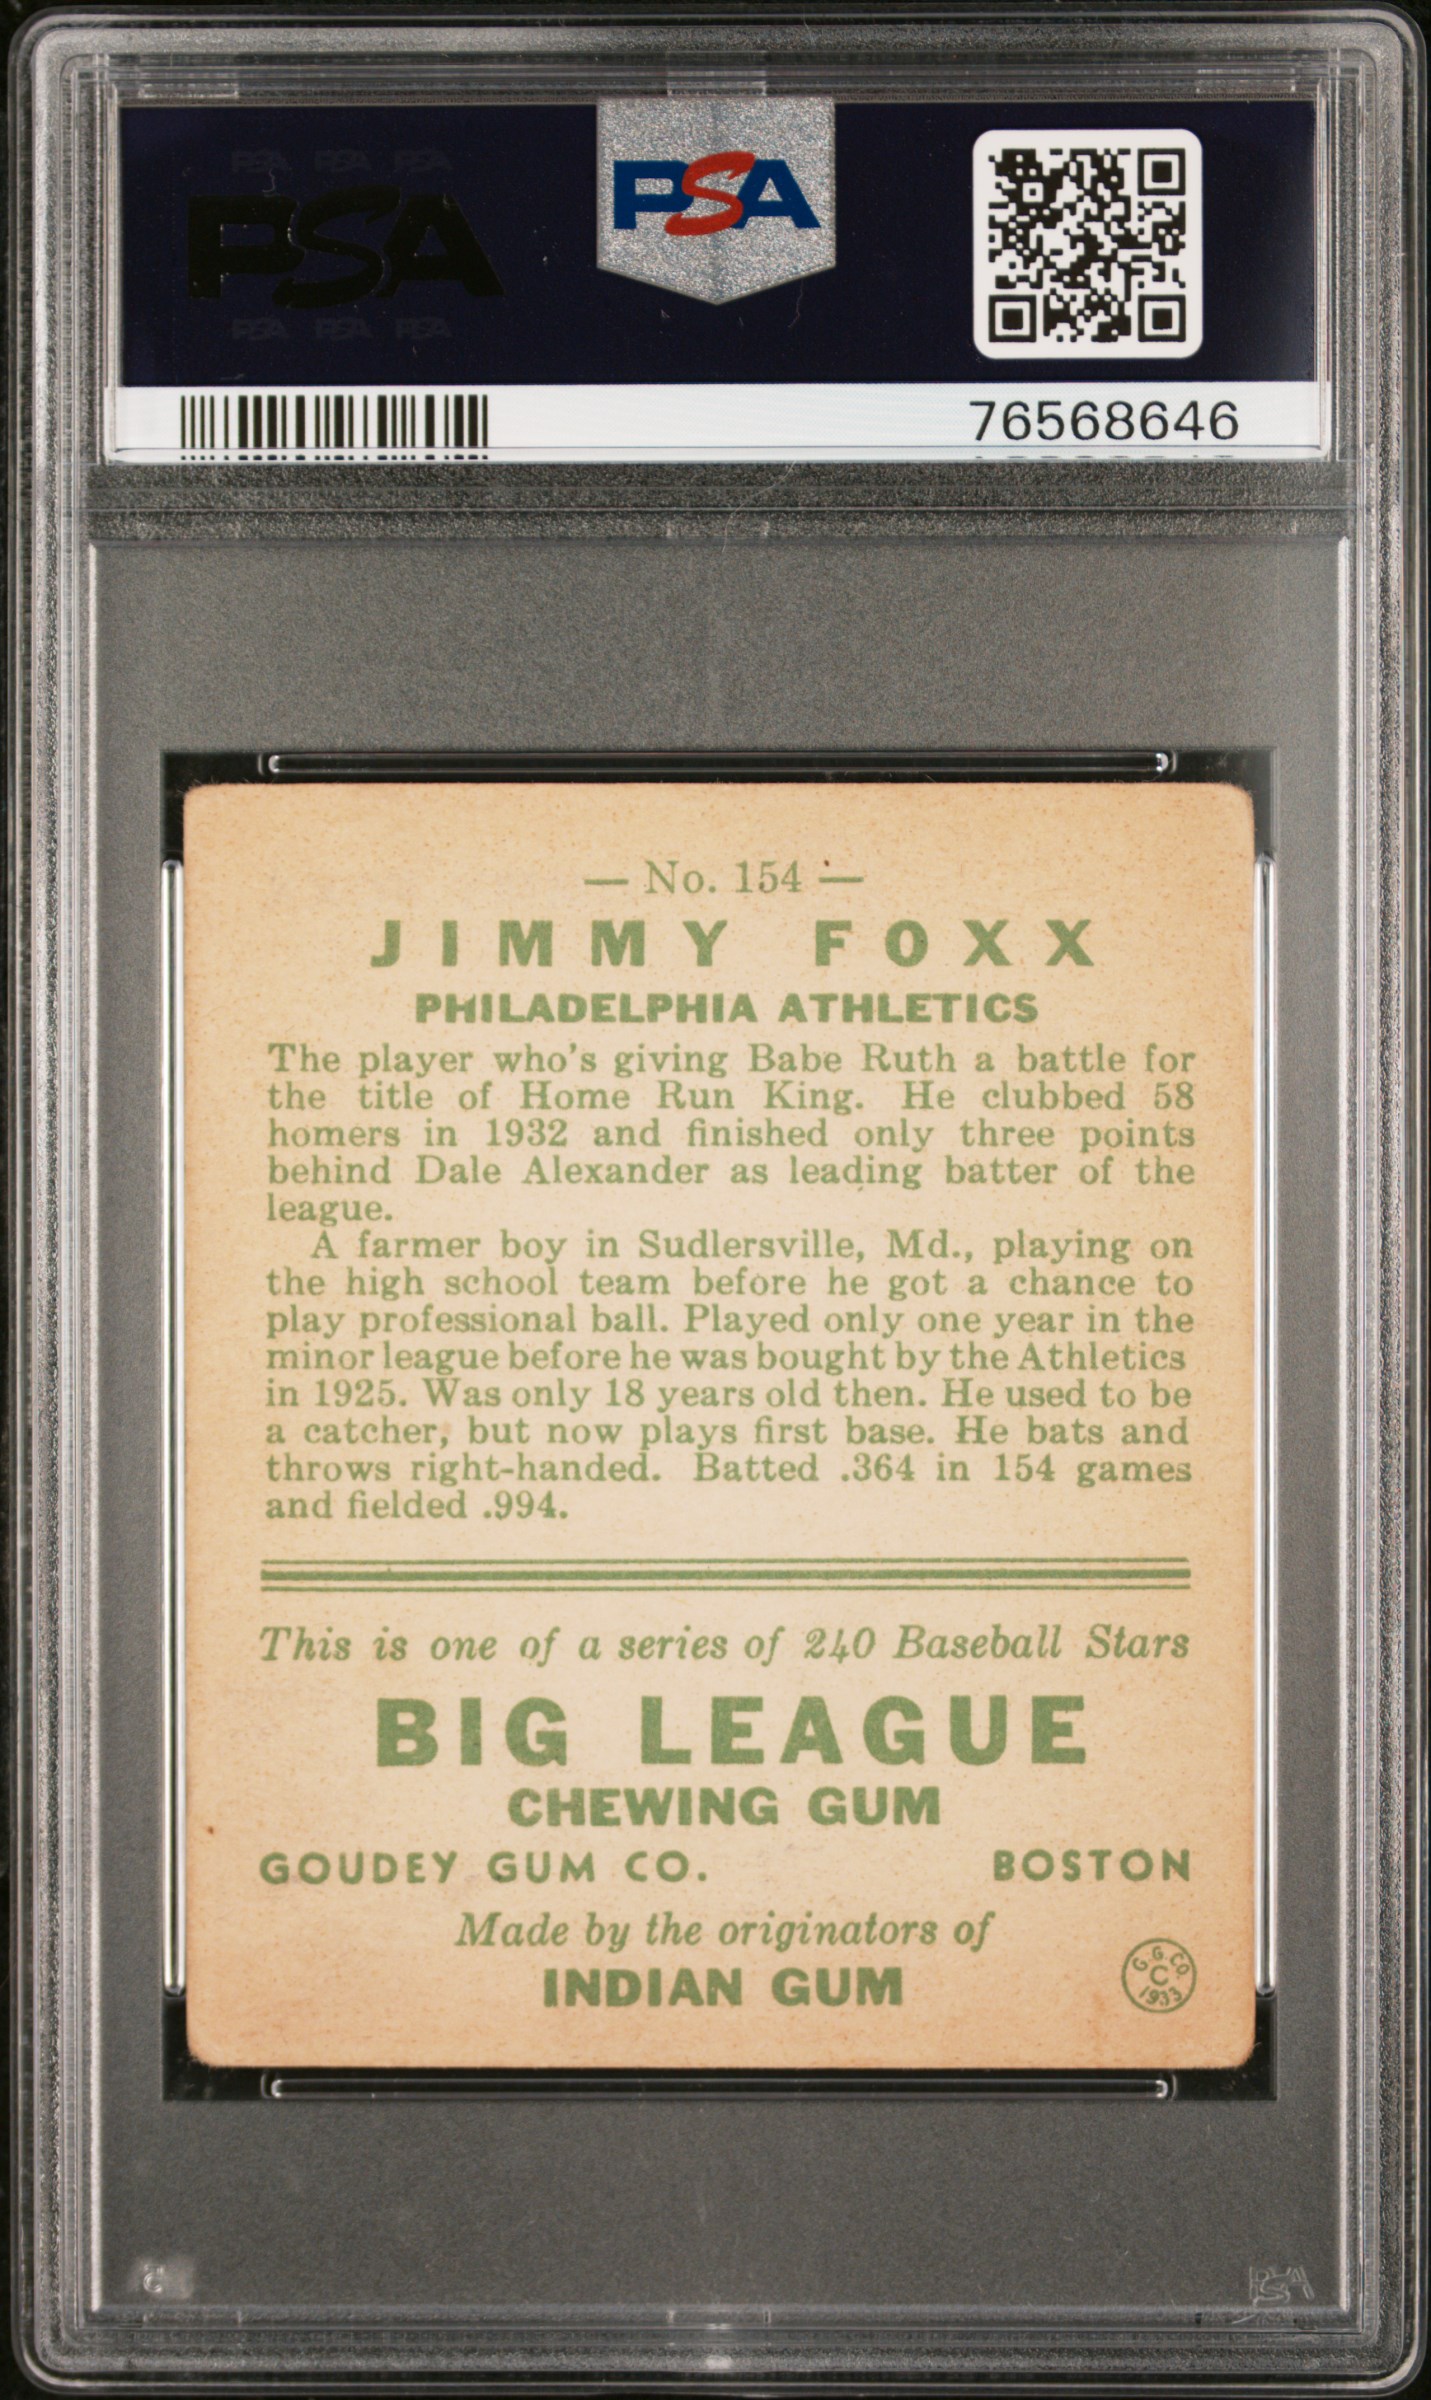 PSA PSA PSA
PSA
PSA PSA PSA
PSA
76568646
— No. 154 —
JIMMY FOXX
PHILADELPHIA ATHLETICS
The player who's giving Babe Ruth a battle for
the title of Home Run King. He clubbed 58
homers in 1932 and finished only three points
behind Dale Alexander as leading batter of the
league.
A farmer boy in Sudlersville, Md., playing on
the high school team before he got a chance to
play professional ball. Played only one year in the
minor league before he was bought by the Athletics
in 1925. Was only 18 years old then. He used to be
a catcher, but now plays first base. He bats and
throws right-handed. Batted .364 in 154 games
and fielded .994.
This is one of a series of 240 Baseball Stars
BIG LEAGUE
CHEWING GUM
GOUDEY GUM CO. BOSTON
Made by the originators of
INDIAN GUM
G. G. CO.
C
1933
PSA